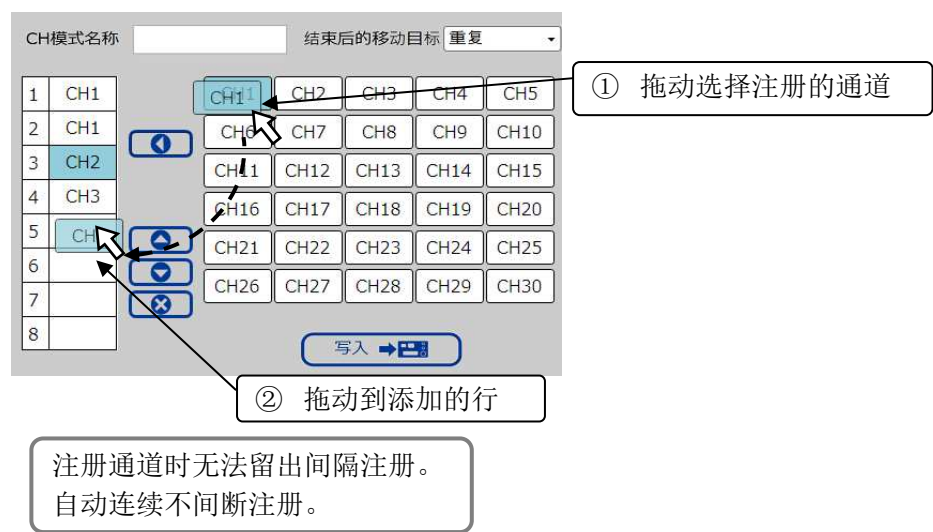 CH模式名称 结束后的移动目标 重复
1 CH1 CH1 CH1 CH2 CH3 CH4 CH5
① 拖动选择注册的通道
2 CH1 CH6 CH7 CH8 CH9 CH10
3 CH2 CH11 CH12 CH13 CH14 CH15
4 CH3 CH16 CH17 CH18 CH19 CH20
5 CH CH21 CH22 CH23 CH24 CH25
6
7 CH26 CH27 CH28 CH29 CH30
8
写入
② 拖动到添加的行
注册通道时无法留出间隔注册。
自动连续不间断注册。